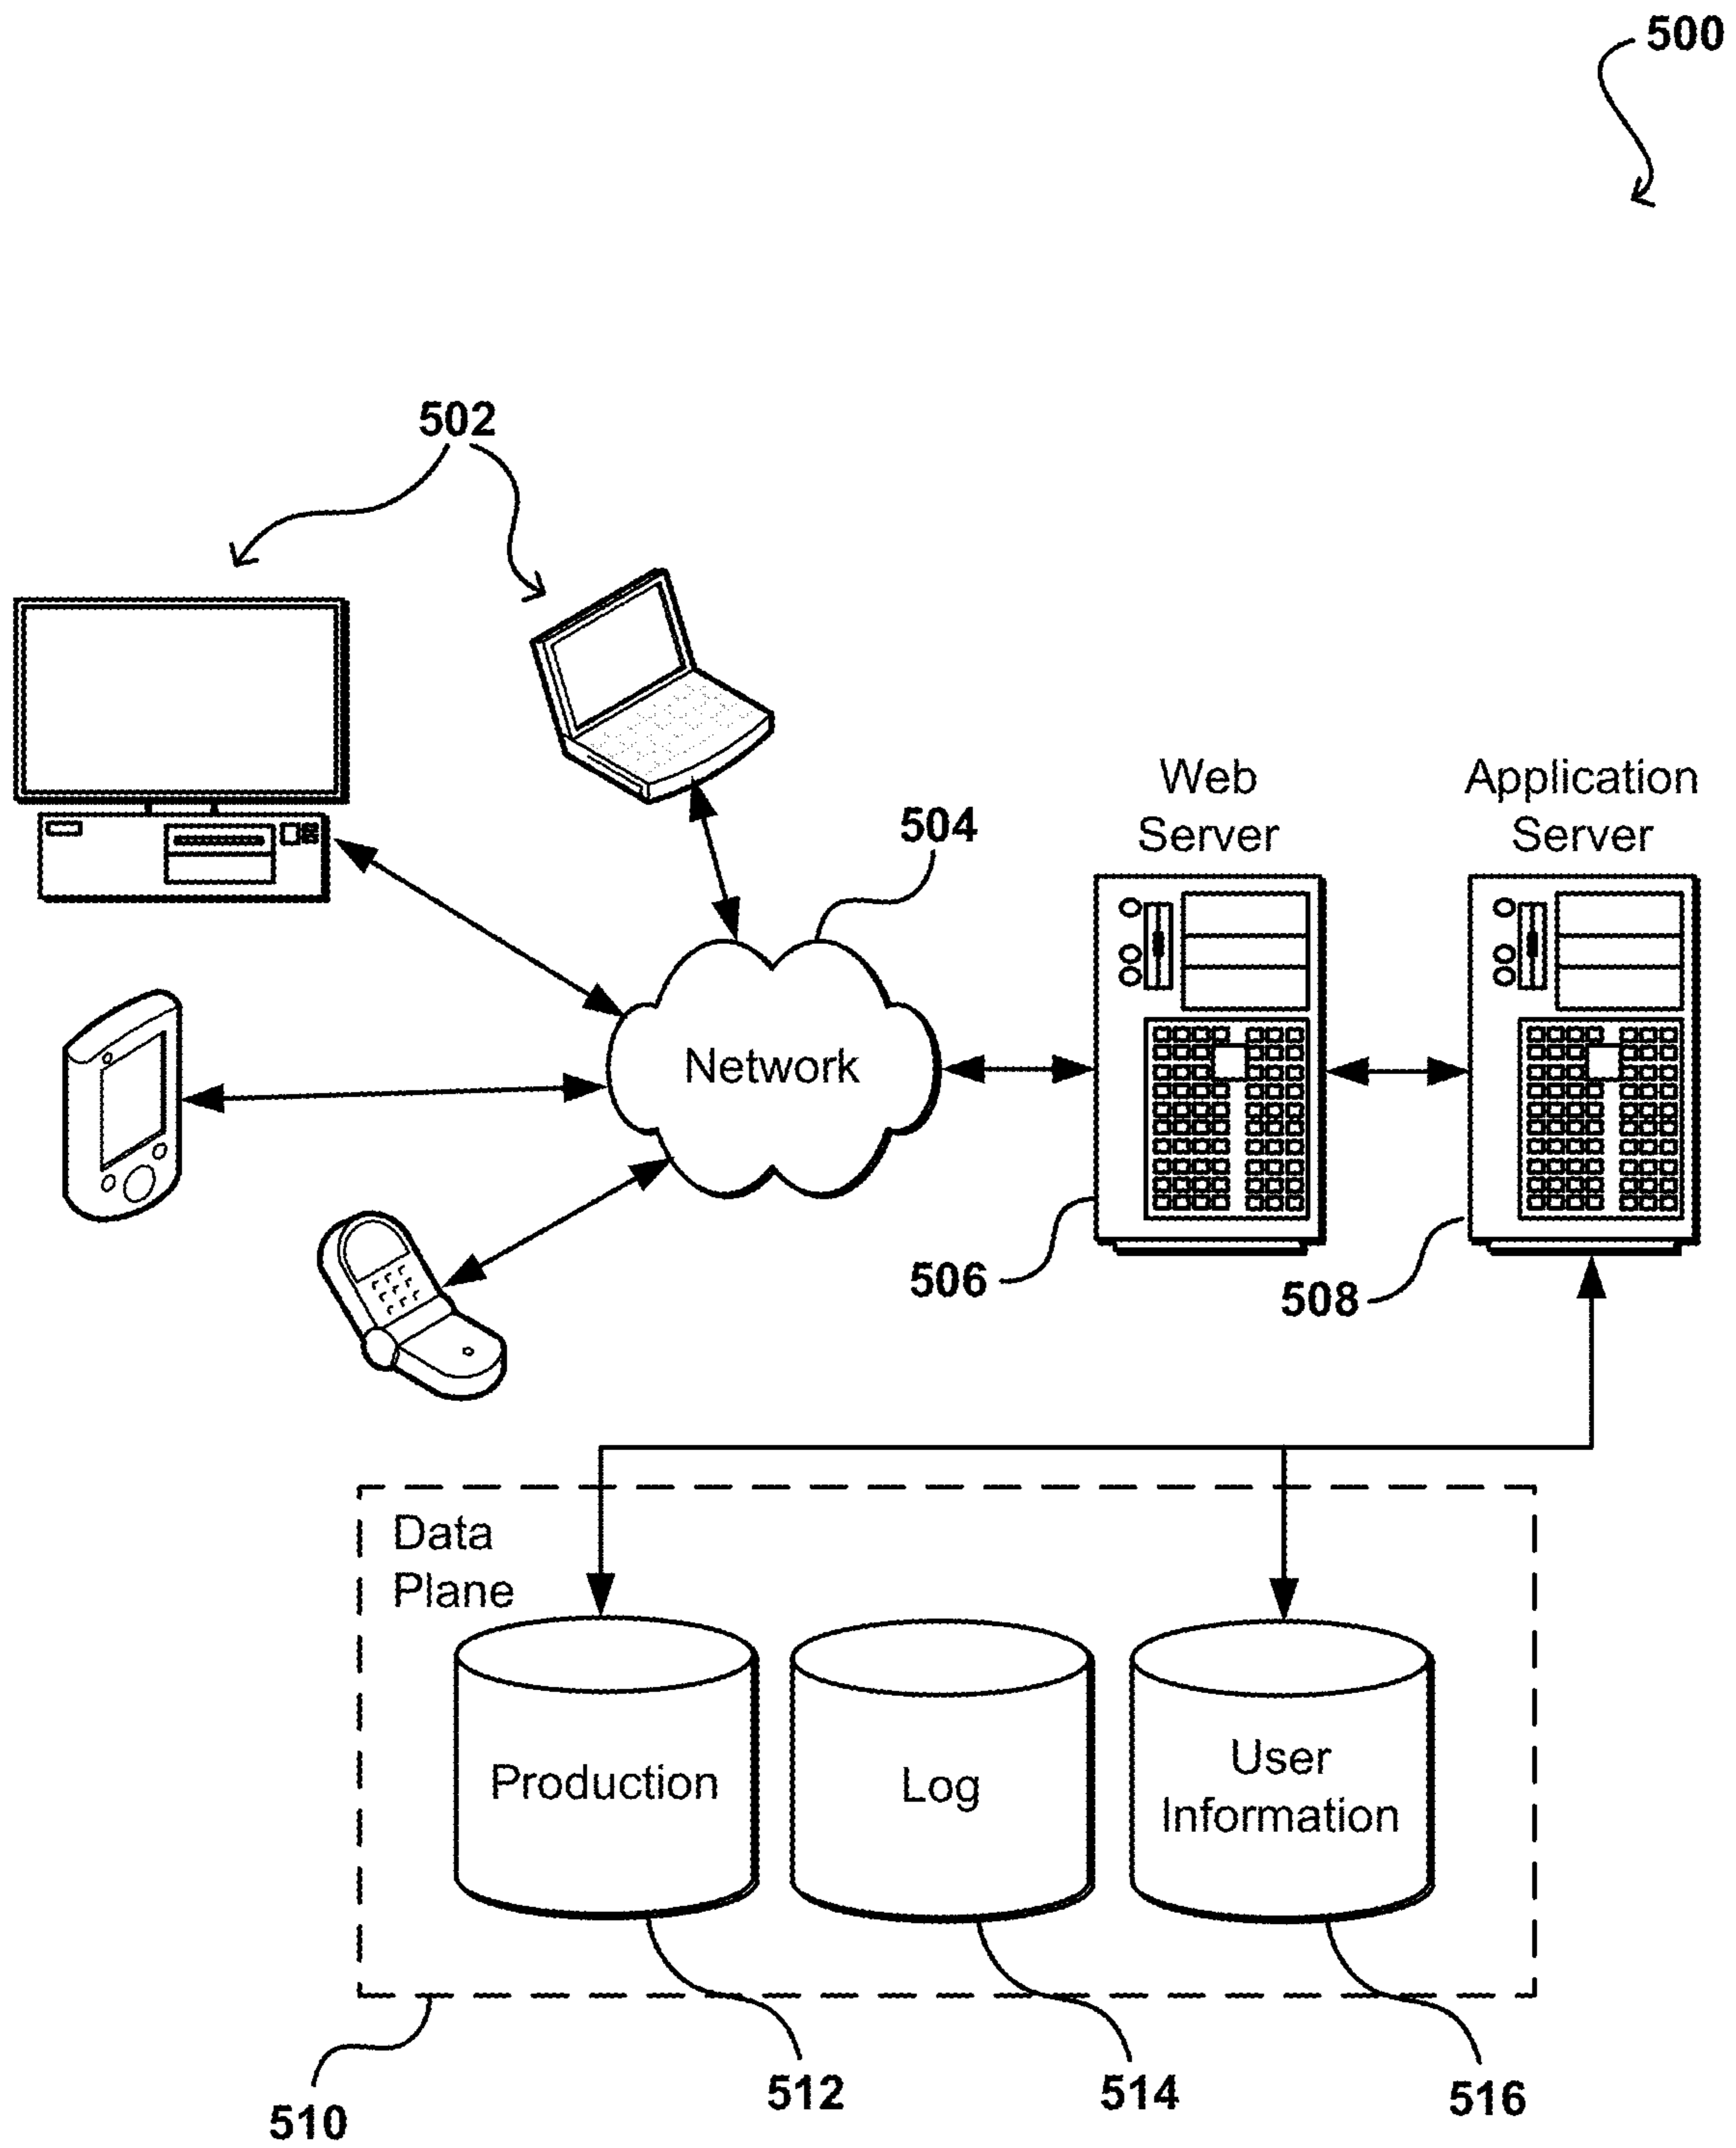 500
502
Web
Server
Application
Server
504
Network
506
508
Data
Plane
Production
Log
User
Information
512
514
516
510